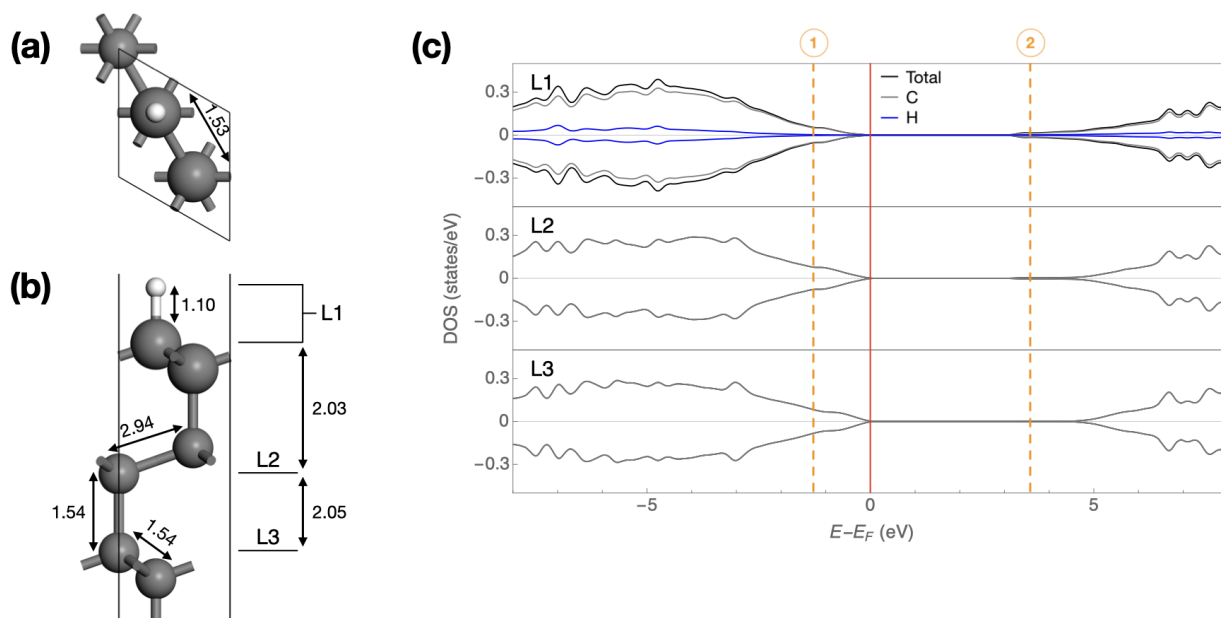 (a)
1.53
(b)
1.10
L1
2.03
2.94
L2
1.54
2.05
1.54
L3
(c)
1
2
L1
Total
C
H
0.3
0
−0.3
L2
0.3
0
−0.3
L3
0.3
0
−0.3
DOS (states/eV)
−5
0
5
E−E_F (eV)